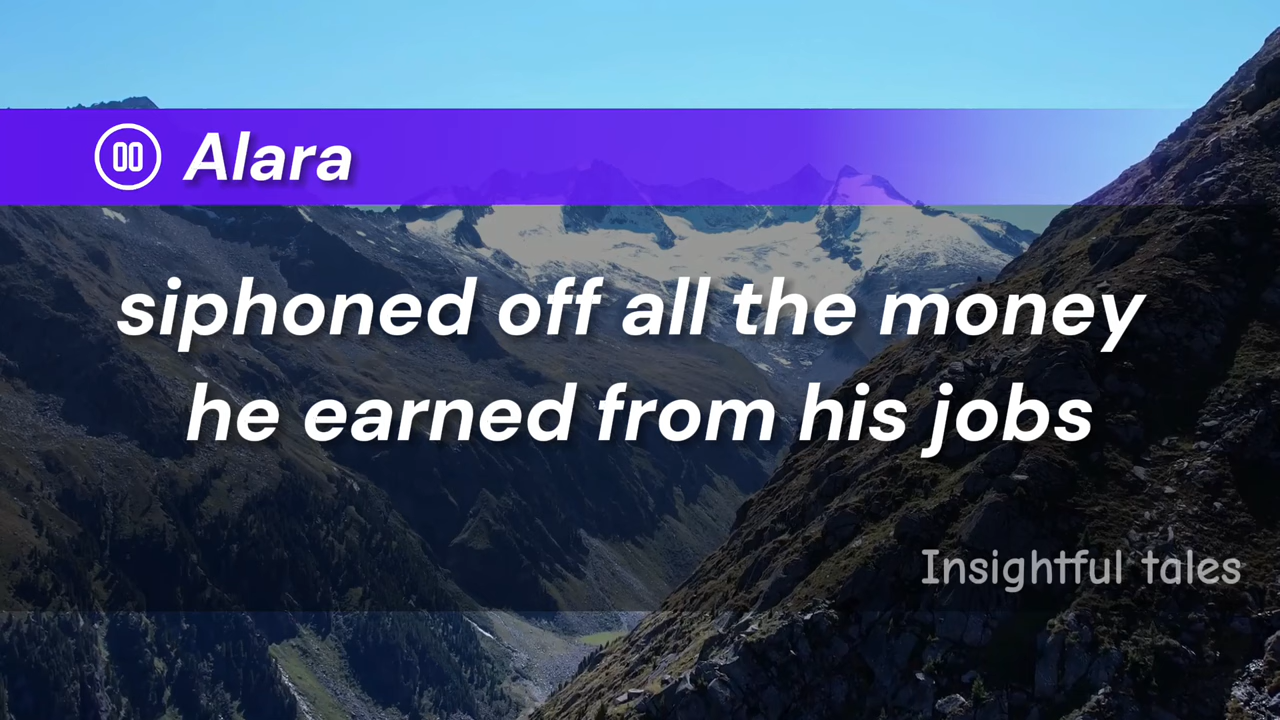 Alara
siphoned off all the money
he earned from his jobs
Insightful tales